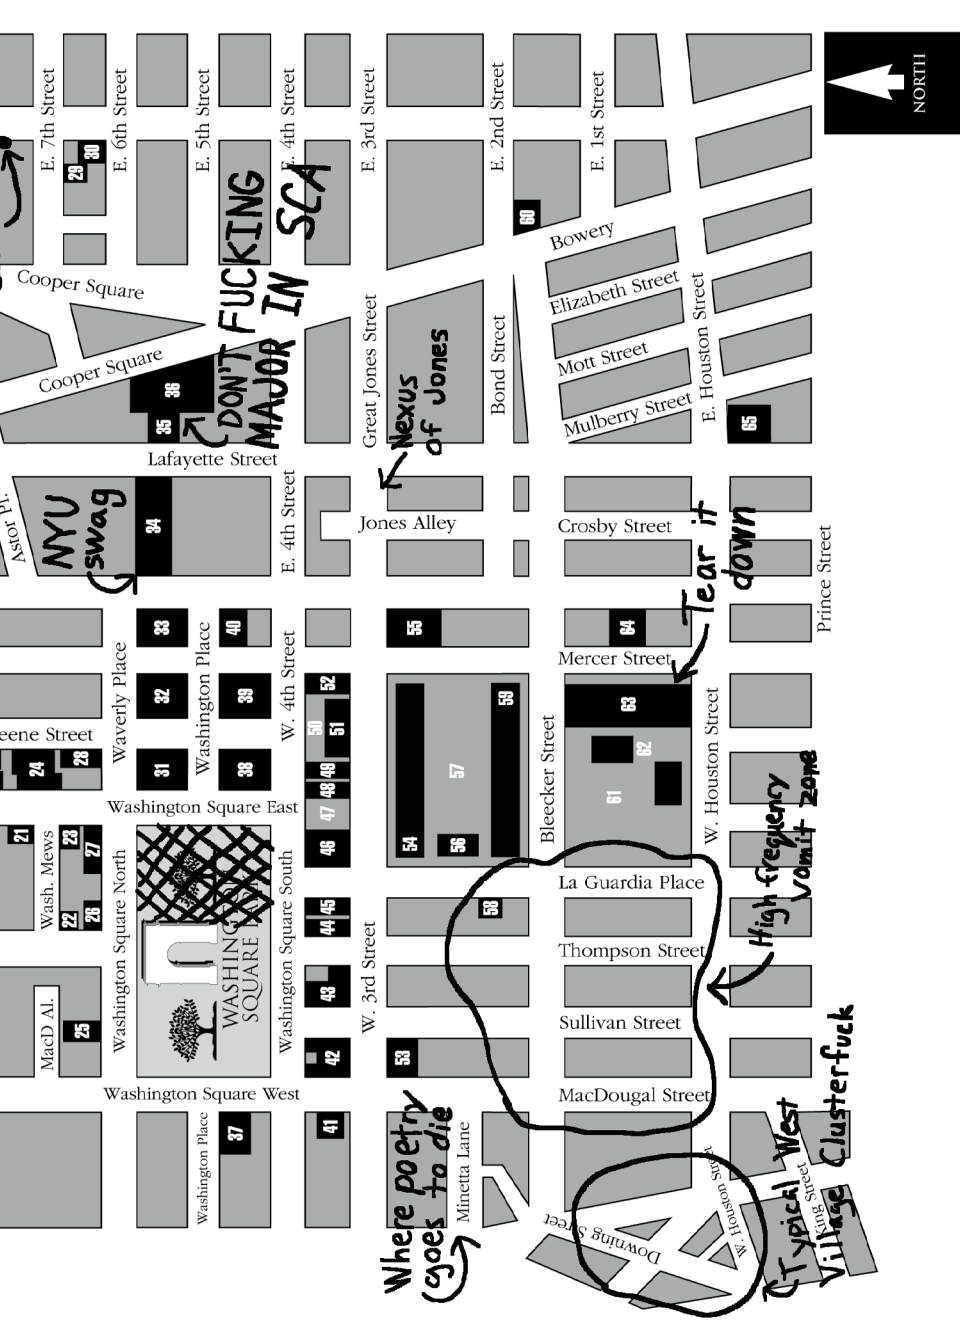 NORTH
E. 7th Street
E. 6th Street
E. 5th Street
E. 4th Street
E. 3rd Street
E. 2nd Street
E. 1st Street
29
30
60
Bowery
Cooper Square
Cooper Square
Elizabeth Street
Mott Street
Mulberry Street
E. Houston Street
DON'T FUCKING
MAJOR IN SCA
36
35
Great Jones Street
Nexus
of Jones
Bond Street
65
Lafayette Street
Astor Pl.
NYU
swag
34
E. 4th Street
Jones Alley
Crosby Street
Tear it
down
Prince Street
33
40
55
64
Mercer Street
Waverly Place
Washington Place
W. 4th Street
32
39
52
50
51
59
63
W. Houston Street
eene Street
24
28
31
38
49
48
47
57
62
61
Bleecker Street
Washington Square East
21
Wash. Mews
23
27
22
26
Washington Square North
WASHINGTON
SQUARE PARK
Washington Square South
46
54
56
High frequency
vomit zone
La Guardia Place
45
44
58
Thompson Street
43
W. 3rd Street
Sullivan Street
MacD Al.
25
42
53
MacDougal Street
Washington Square West
Washington Place
37
41
Where poetry
goes to die
Minetta Lane
Downing Street
W. Houston Street
King Street
Typical West
Village Clusterfuck